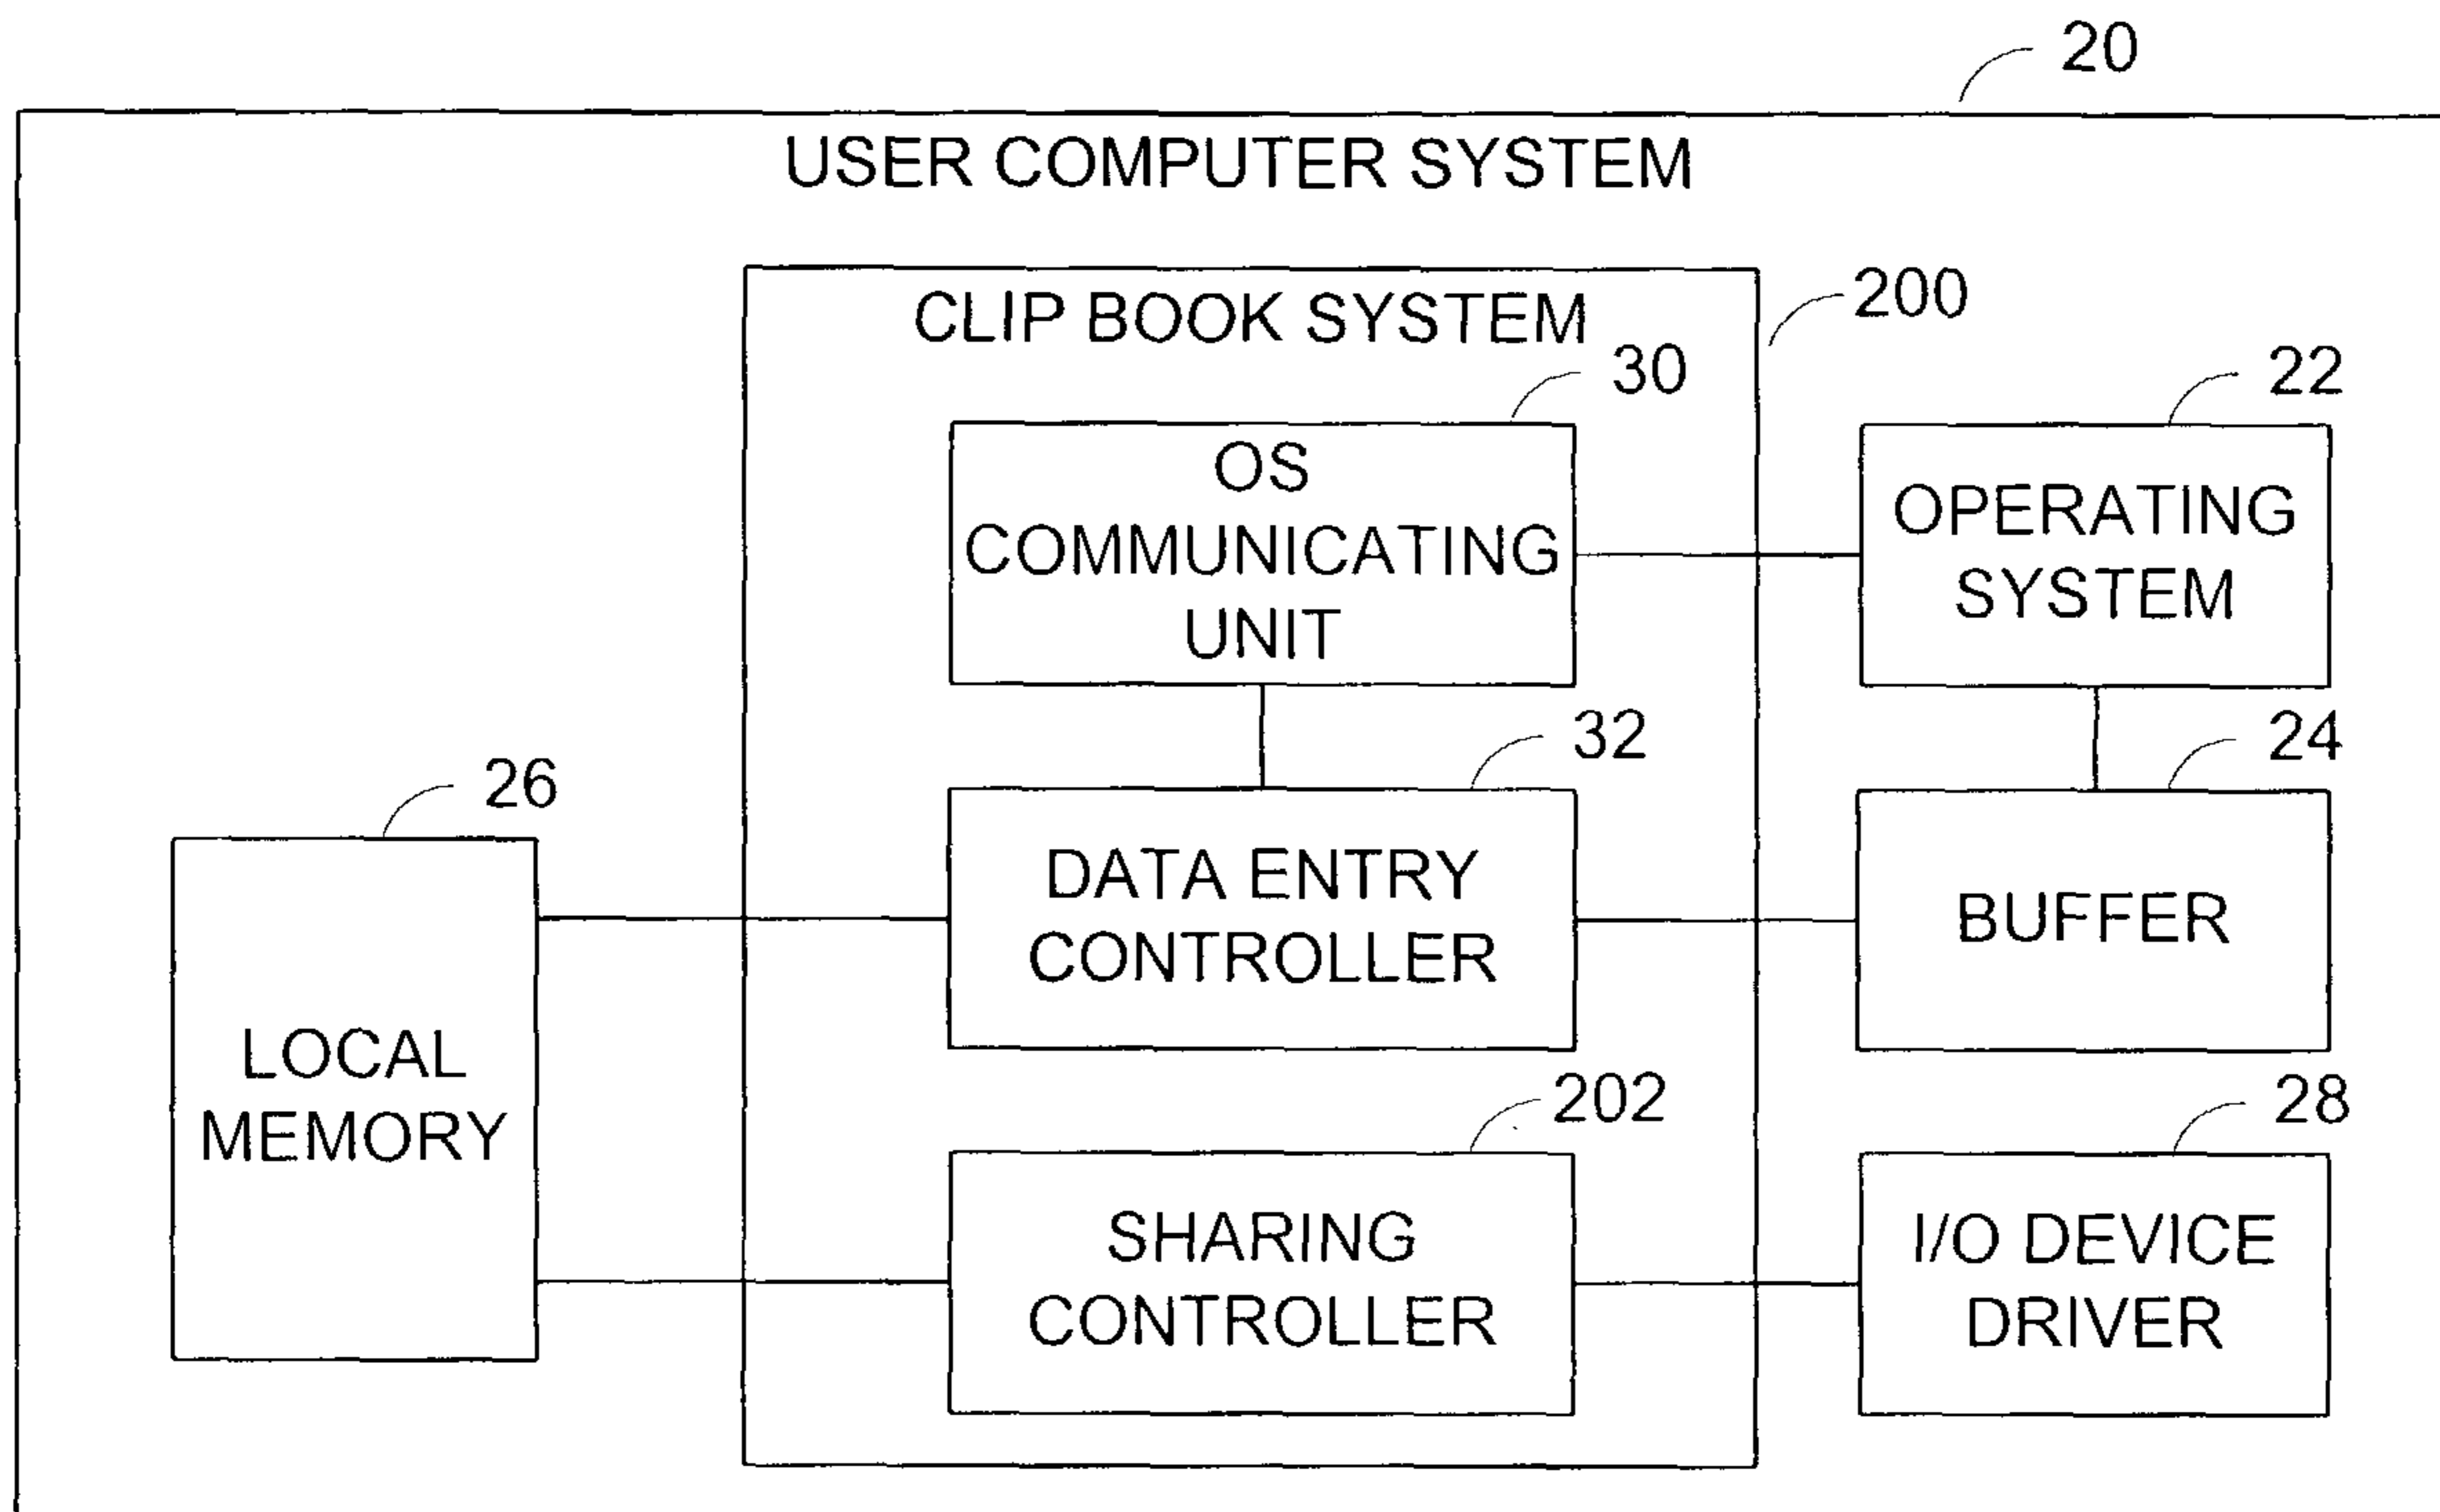 20
USER COMPUTER SYSTEM
200
CLIP BOOK SYSTEM
30
OS
COMMUNICATING
UNIT
22
OPERATING
SYSTEM
32
DATA ENTRY
CONTROLLER
24
BUFFER
26
LOCAL
MEMORY
202
SHARING
CONTROLLER
28
I/O DEVICE
DRIVER